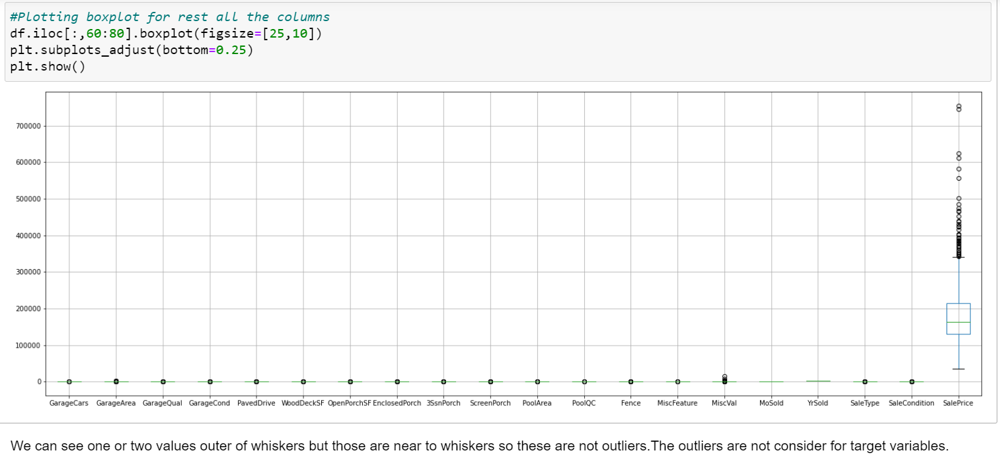 #Plotting boxplot for rest all the columns
df.iloc[:,60:80].boxplot(figsize=[25,10])
plt.subplots_adjust(bottom=0.25)
plt.show()
700000
600000
500000
400000
300000
200000
100000
0
GarageCars GarageArea GarageQual GarageCond PavedDrive WoodDeckSF OpenPorchSF EnclosedPorch 3SsnPorch ScreenPorch PoolArea PoolQC Fence MiscFeature MiscVal MoSold YrSold SaleType SaleCondition SalePrice
We can see one or two values outer of whiskers but those are near to whiskers so these are not outliers.The outliers are not consider for target variables.